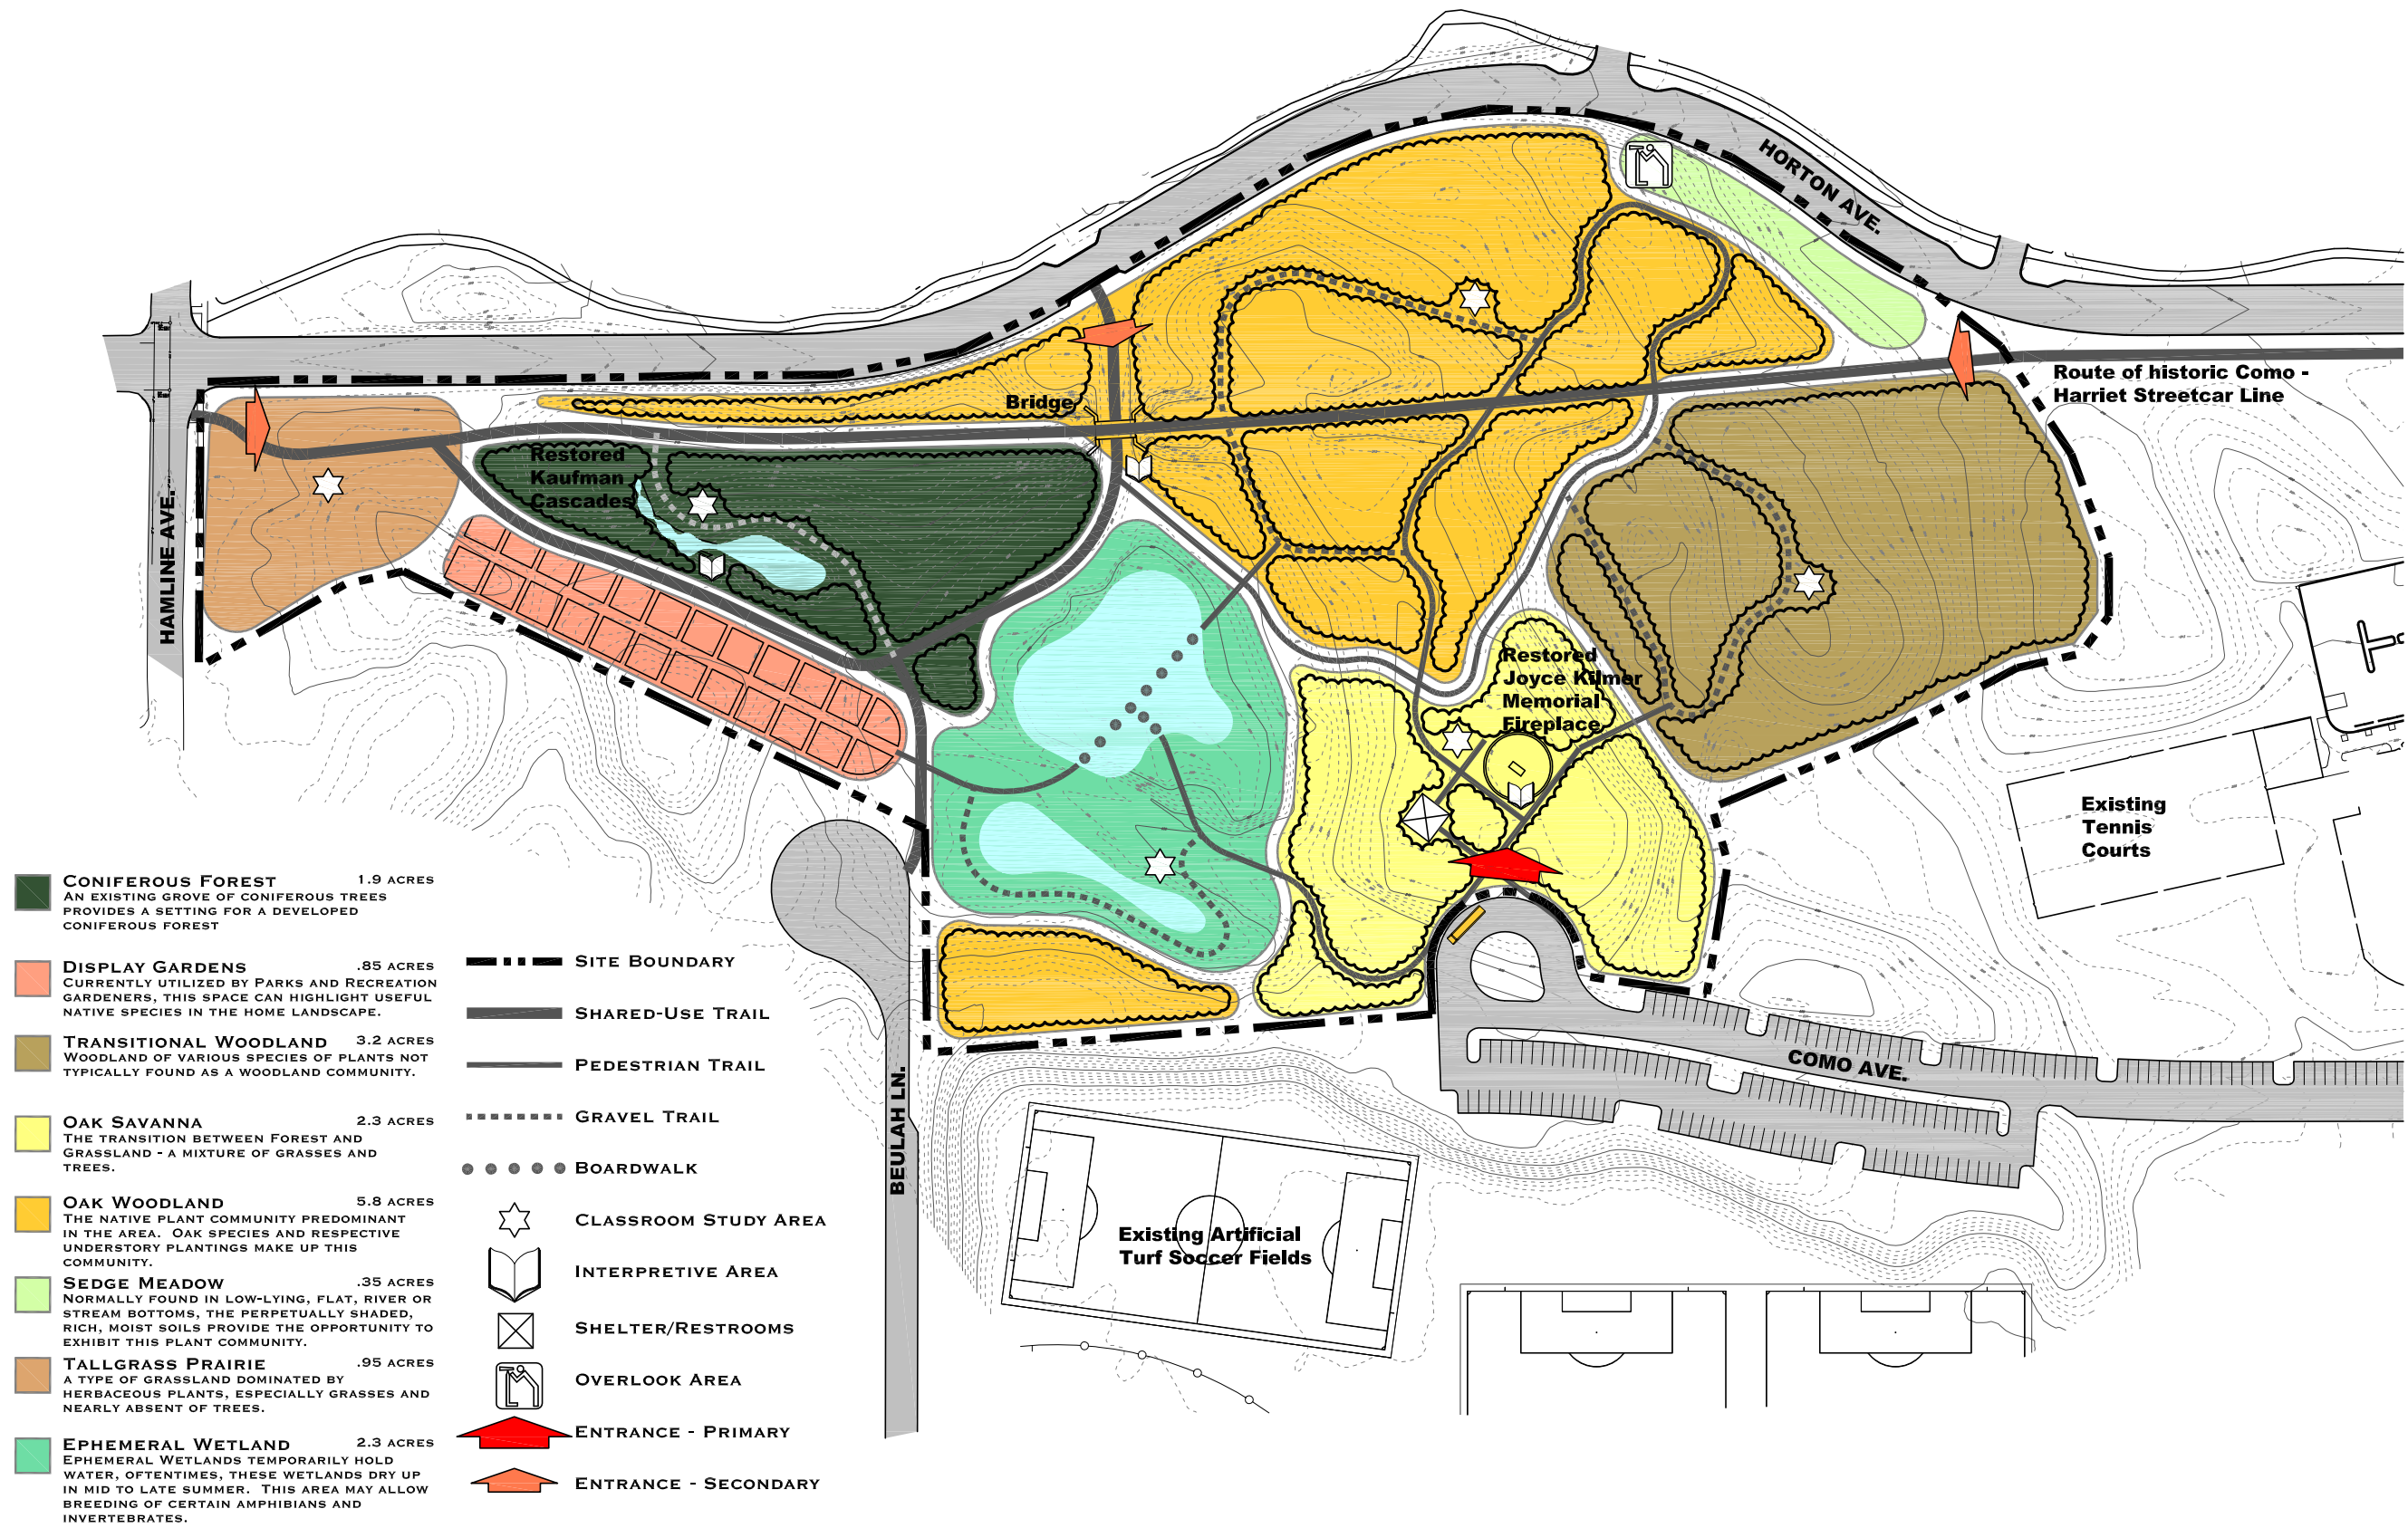 HORTON AVE.
Route of historic Como -
Harriet Streetcar Line
Bridge
Restored
Kaufman
Cascades
HAMLINE AVE.
Restored
Joyce Kilmer
Memorial
Fireplace
Existing
Tennis
Courts
COMO AVE.
BEULAH LN.
Existing Artificial
Turf Soccer Fields
CONIFEROUS FOREST 1.9 ACRES
AN EXISTING GROVE OF CONIFEROUS TREES
PROVIDES A SETTING FOR A DEVELOPED
CONIFEROUS FOREST
DISPLAY GARDENS .85 ACRES
CURRENTLY UTILIZED BY PARKS AND RECREATION
GARDENERS, THIS SPACE CAN HIGHLIGHT USEFUL
NATIVE SPECIES IN THE HOME LANDSCAPE.
TRANSITIONAL WOODLAND 3.2 ACRES
WOODLAND OF VARIOUS SPECIES OF PLANTS NOT
TYPICALLY FOUND AS A WOODLAND COMMUNITY.
OAK SAVANNA 2.3 ACRES
THE TRANSITION BETWEEN FOREST AND
GRASSLAND - A MIXTURE OF GRASSES AND
TREES.
OAK WOODLAND 5.8 ACRES
THE NATIVE PLANT COMMUNITY PREDOMINANT
IN THE AREA. OAK SPECIES AND RESPECTIVE
UNDERSTORY PLANTINGS MAKE UP THIS
COMMUNITY.
SEDGE MEADOW .35 ACRES
NORMALLY FOUND IN LOW-LYING, FLAT, RIVER OR
STREAM BOTTOMS, THE PERPETUALLY SHADED,
RICH, MOIST SOILS PROVIDE THE OPPORTUNITY TO
EXHIBIT THIS PLANT COMMUNITY.
TALLGRASS PRAIRIE .95 ACRES
A TYPE OF GRASSLAND DOMINATED BY
HERBACEOUS PLANTS, ESPECIALLY GRASSES AND
NEARLY ABSENT OF TREES.
EPHEMERAL WETLAND 2.3 ACRES
EPHEMERAL WETLANDS TEMPORARILY HOLD
WATER, OFTENTIMES, THESE WETLANDS DRY UP
IN MID TO LATE SUMMER. THIS AREA MAY ALLOW
BREEDING OF CERTAIN AMPHIBIANS AND
INVERTEBRATES.
SITE BOUNDARY
SHARED-USE TRAIL
PEDESTRIAN TRAIL
GRAVEL TRAIL
BOARDWALK
CLASSROOM STUDY AREA
INTERPRETIVE AREA
SHELTER/RESTROOMS
OVERLOOK AREA
ENTRANCE - PRIMARY
ENTRANCE - SECONDARY